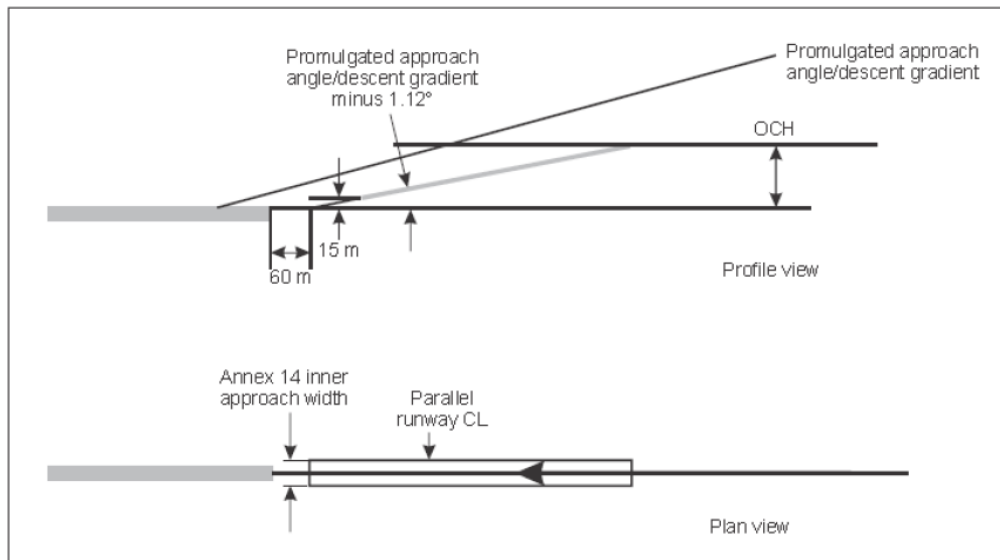 Promulgated approach
angle/descent gradient
minus 1.12°
Promulgated approach
angle/descent gradient
OCH
15 m
60 m
Profile view
Annex 14 inner
approach width
Parallel
runway CL
Plan view